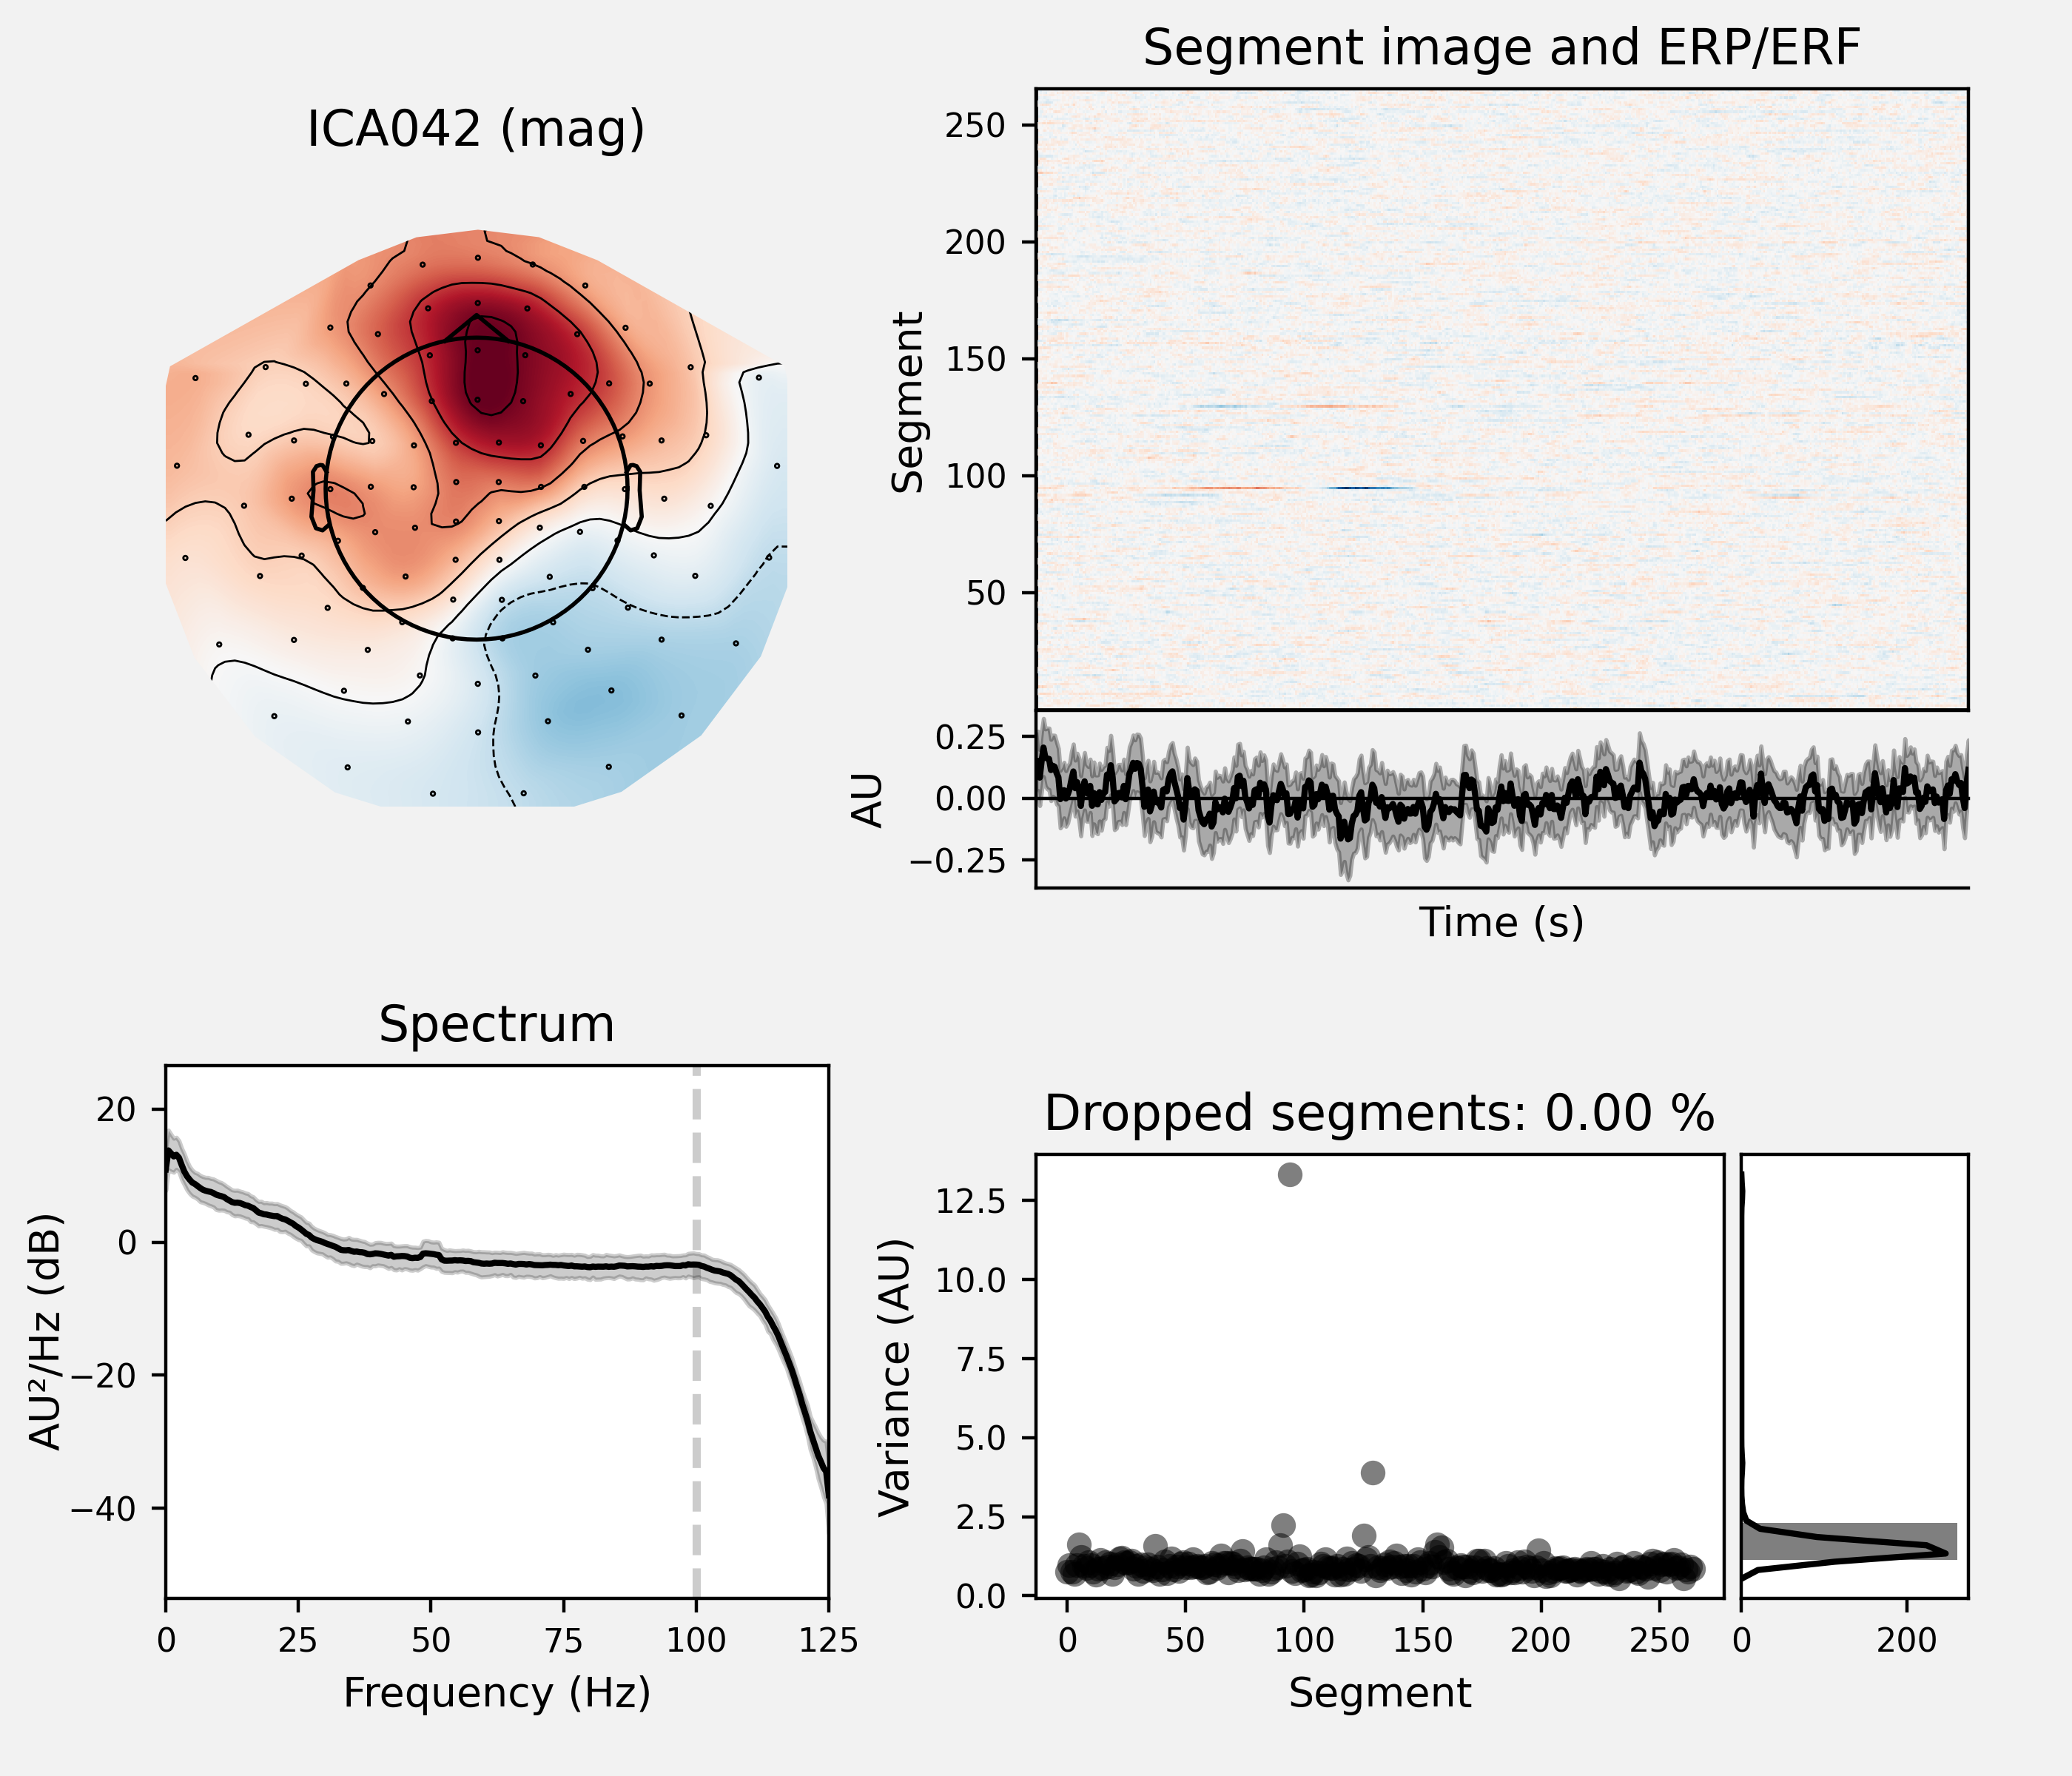 ICA042 (mag)
Segment image and ERP/ERF
250
200
150
100
50
Segment
0.25
0.00
−0.25
AU
Time (s)
Spectrum
20
0
−20
−40
AU²/Hz (dB)
0 25 50 75 100 125
Frequency (Hz)
Dropped segments: 0.00 %
12.5
10.0
7.5
5.0
2.5
0.0
Variance (AU)
0 50 100 150 200 250
Segment
0 200